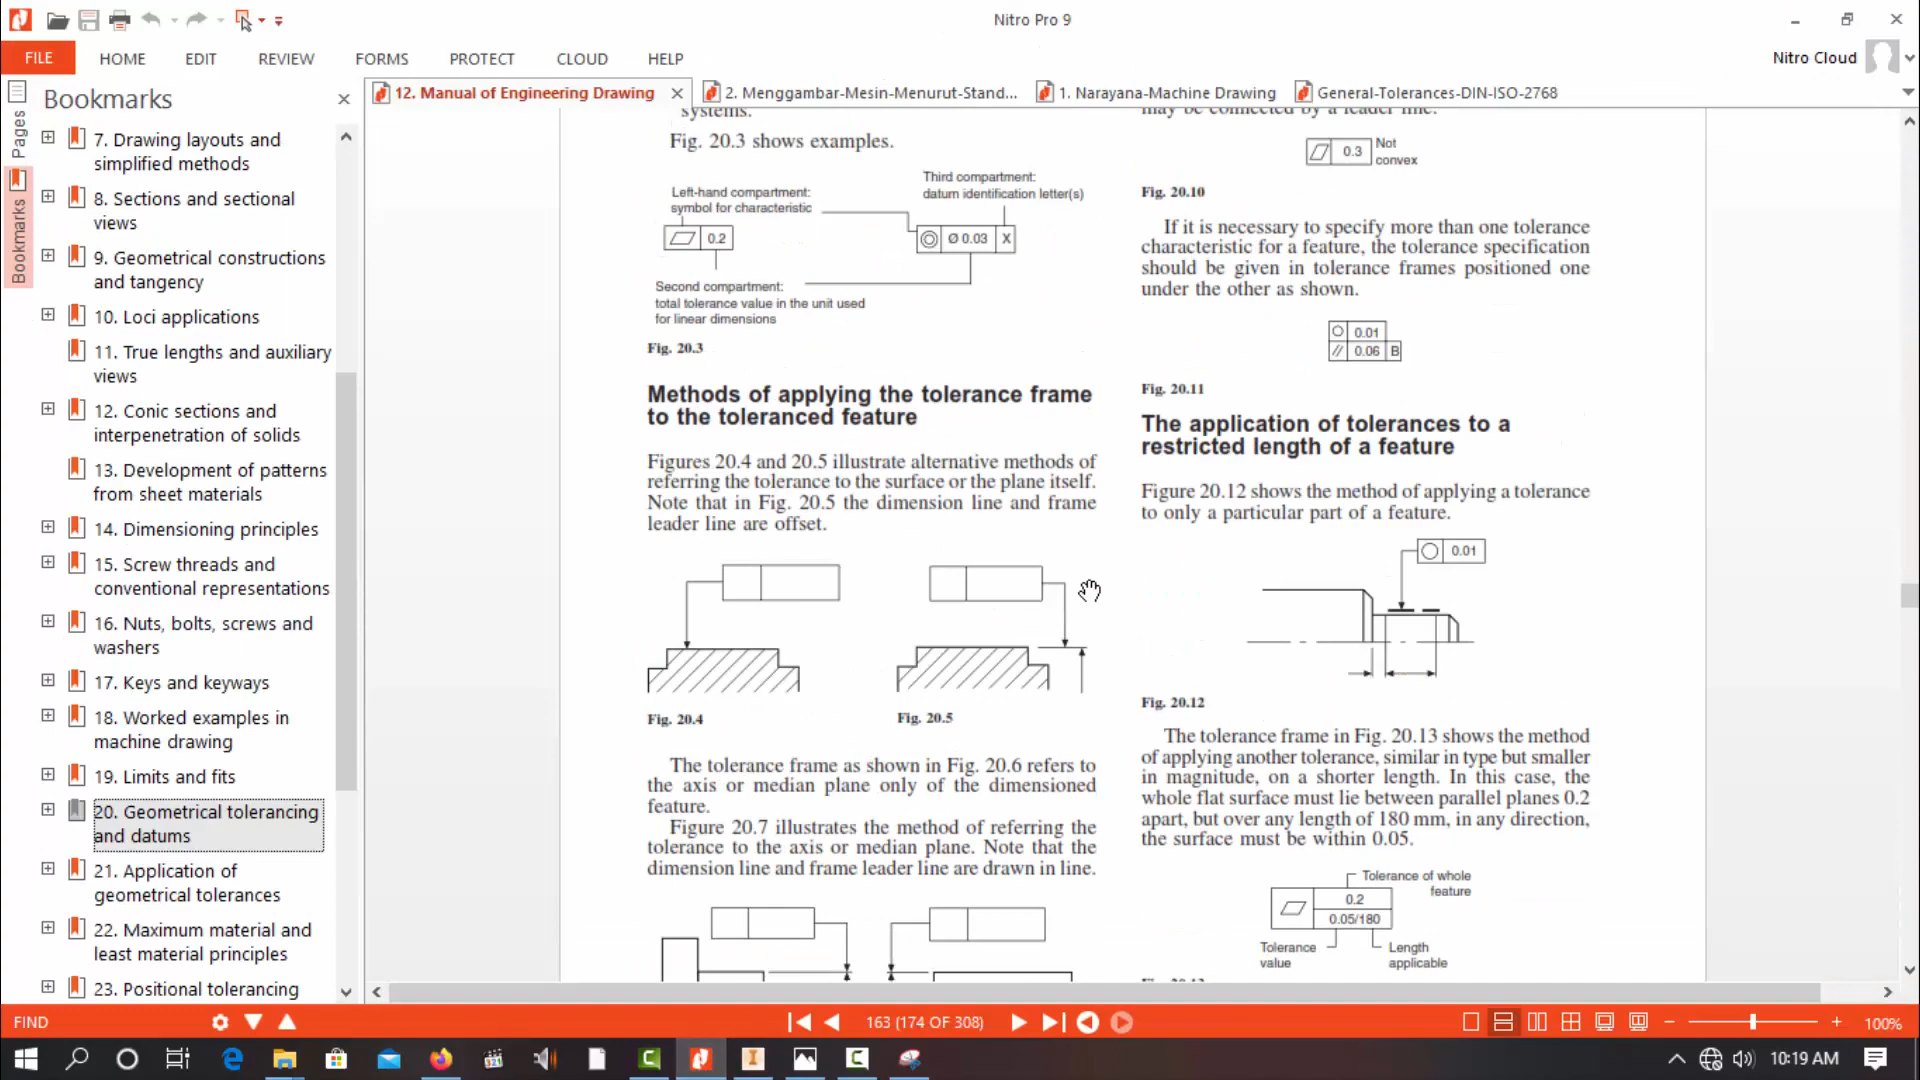 Nitro Pro 9
FILE
HOME
EDIT
REVIEW
FORMS
PROTECT
CLOUD
HELP
Nitro Cloud
Pages
Bookmarks
Bookmarks
7. Drawing layouts and
simplified methods
8. Sections and sectional
views
9. Geometrical constructions
and tangency
10. Loci applications
11. True lengths and auxiliary
views
12. Conic sections and
interpenetration of solids
13. Development of patterns
from sheet materials
14. Dimensioning principles
15. Screw threads and
conventional representations
16. Nuts, bolts, screws and
washers
17. Keys and keyways
18. Worked examples in
machine drawing
19. Limits and fits
20. Geometrical tolerancing
and datums
21. Application of
geometrical tolerances
22. Maximum material and
least material principles
23. Positional tolerancing
12. Manual of Engineering Drawing
2. Menggambar-Mesin-Menurut-Stand...
1. Narayana-Machine Drawing
General-Tolerances-DIN-ISO-2768
systems.
Fig. 20.3 shows examples.
Left-hand compartment:
symbol for characteristic
Third compartment:
datum identification letter(s)
0.2
Ø 0.03 X
Second compartment:
total tolerance value in the unit used
for linear dimensions
Fig. 20.3
Methods of applying the tolerance frame
to the toleranced feature
Figures 20.4 and 20.5 illustrate alternative methods of
referring the tolerance to the surface or the plane itself.
Note that in Fig. 20.5 the dimension line and frame
leader line are offset.
Fig. 20.4
Fig. 20.5
The tolerance frame as shown in Fig. 20.6 refers to
the axis or median plane only of the dimensioned
feature.
Figure 20.7 illustrates the method of referring the
tolerance to the axis or median plane. Note that the
dimension line and frame leader line are drawn in line.
may be connected by a leader line.
0.3
Not
convex
Fig. 20.10
If it is necessary to specify more than one tolerance
characteristic for a feature, the tolerance specification
should be given in tolerance frames positioned one
under the other as shown.
0.01
0.06 B
Fig. 20.11
The application of tolerances to a
restricted length of a feature
Figure 20.12 shows the method of applying a tolerance
to only a particular part of a feature.
0.01
Fig. 20.12
The tolerance frame in Fig. 20.13 shows the method
of applying another tolerance, similar in type but smaller
in magnitude, on a shorter length. In this case, the
whole flat surface must lie between parallel planes 0.2
apart, but over any length of 180 mm, in any direction,
the surface must be within 0.05.
Tolerance of whole
feature
0.2
0.05/180
Tolerance
value
Length
applicable
FIND
163 (174 OF 308)
100%
10:19 AM